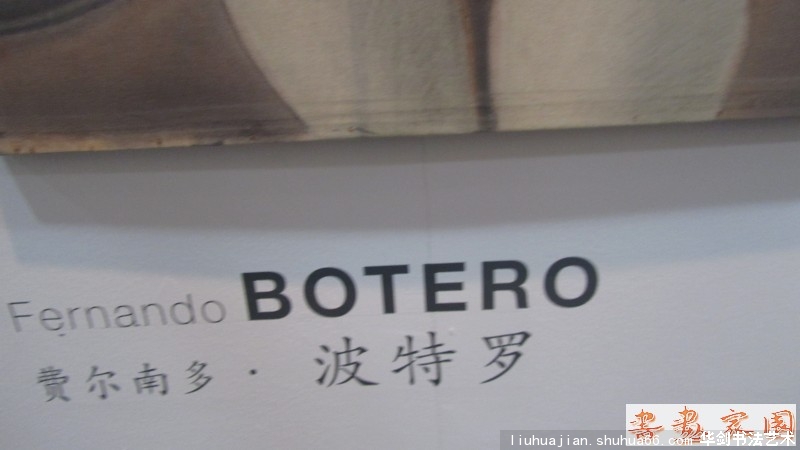 Fernando BOTERO
费尔南多·波特罗
书画家园
liuhuajian.shuhua66.com 华剑书法艺术